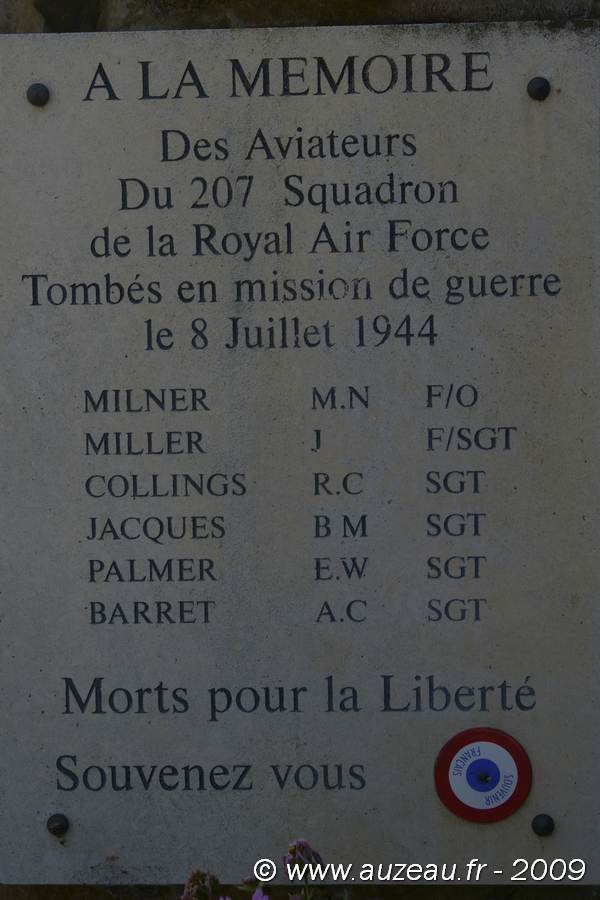 A LA MEMOIRE
Des Aviateurs
Du 207 Squadron
de la Royal Air Force
Tombés en mission de guerre
le 8 Juillet 1944
MILNER M.N F/O
MILLER J F/SGT
COLLINGS R.C SGT
JACQUES B M SGT
PALMER E.W SGT
BARRET A.C SGT
Morts pour la Liberté
Souvenez vous
SOUVENIR FRANÇAIS
© www.auzeau.fr - 2009